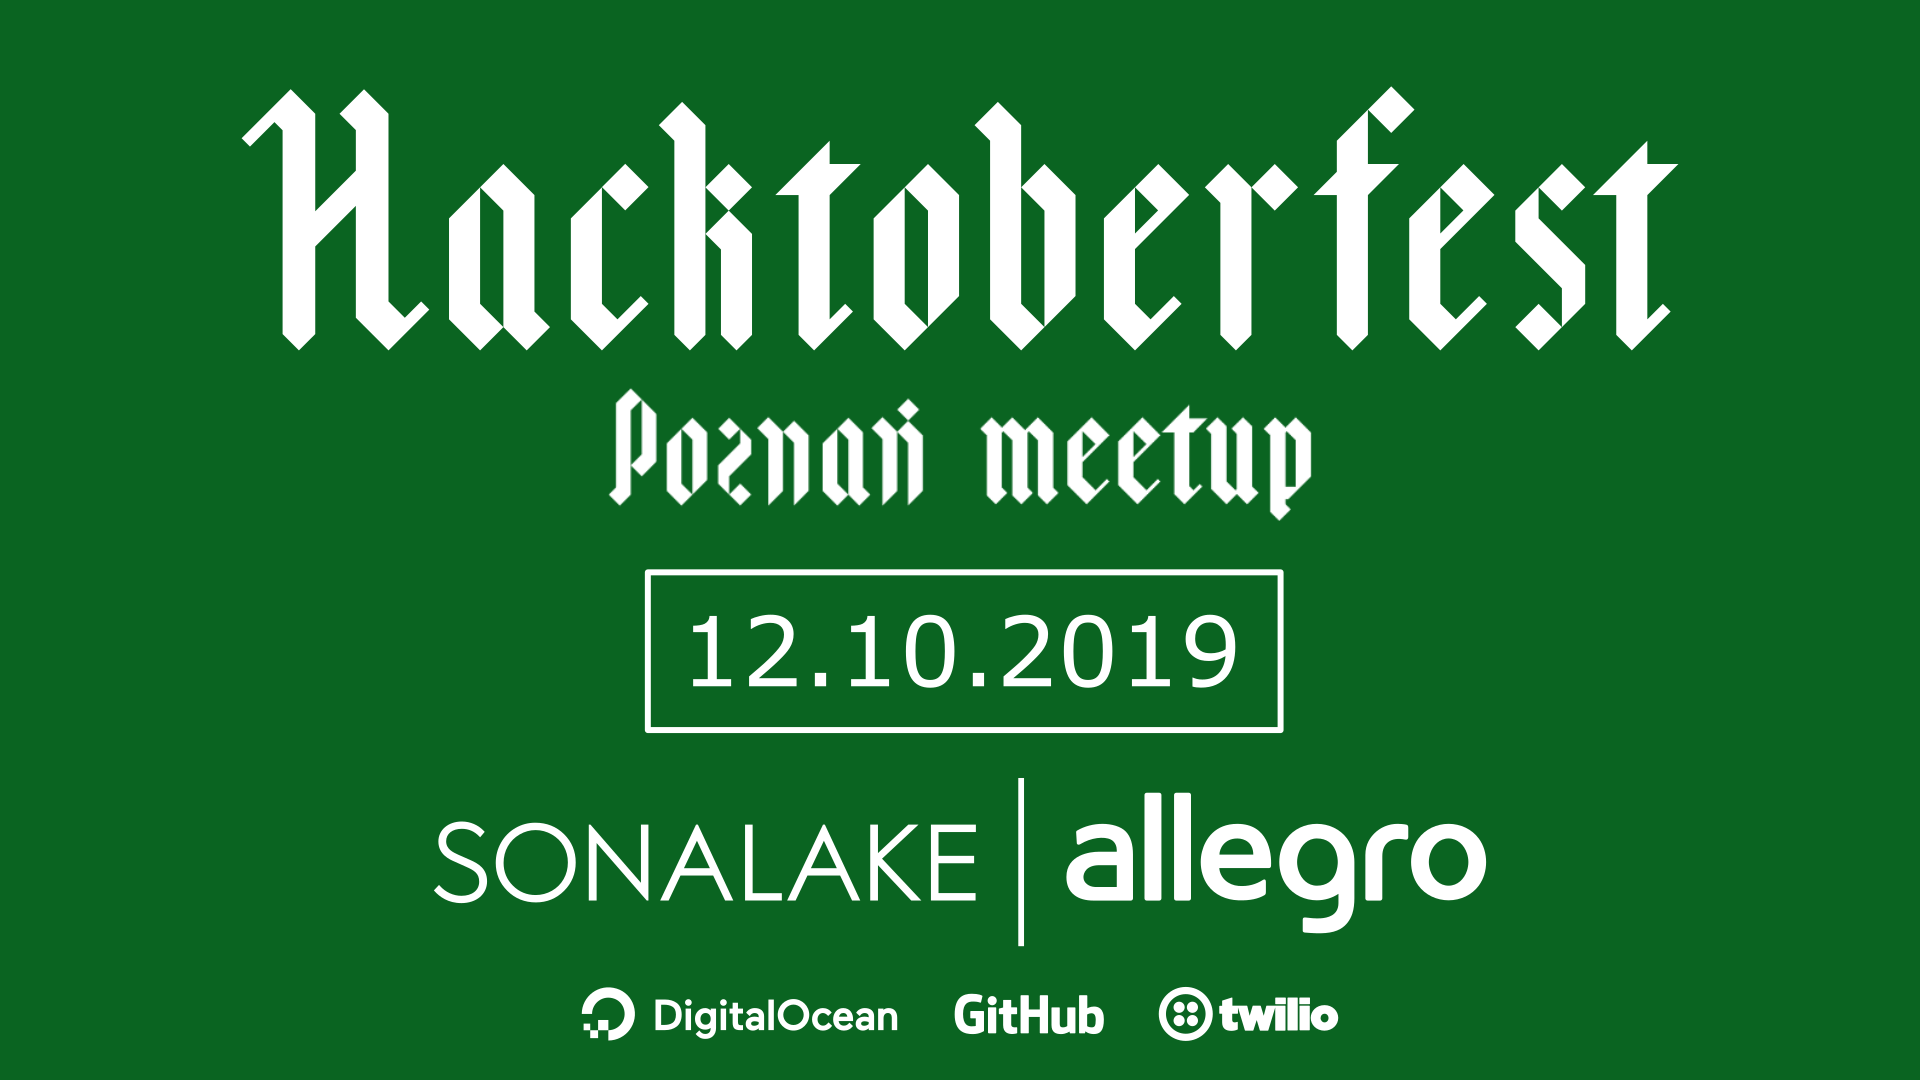 Hacktoberfest
Poznań meetup
12.10.2019
SONALAKE | allegro
DigitalOcean GitHub twilio